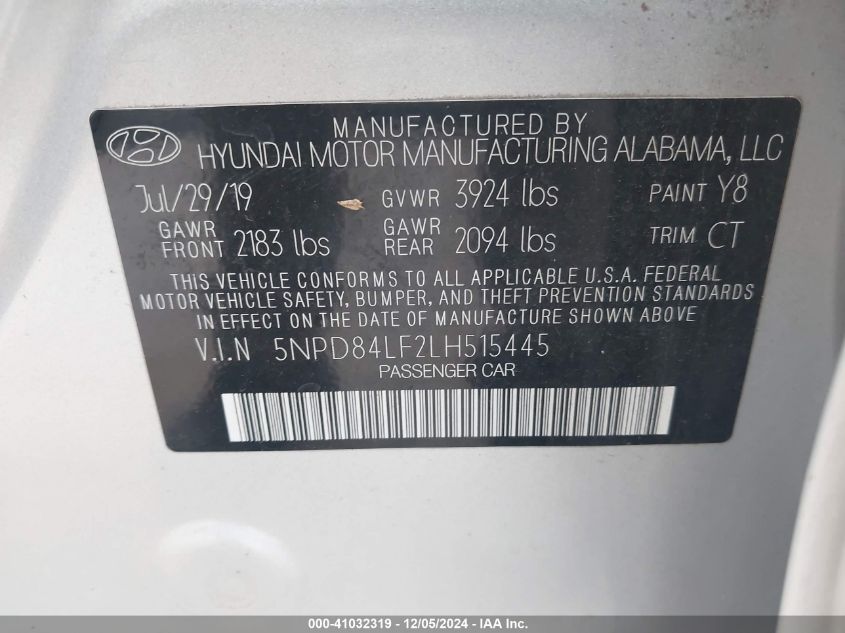 MANUFACTURED BY
HYUNDAI MOTOR MANUFACTURING ALABAMA, LLC
Jul/29/19 GVWR 3924 lbs PAINT Y8
GAWR FRONT 2183 lbs GAWR REAR 2094 lbs TRIM CT
THIS VEHICLE CONFORMS TO ALL APPLICABLE U.S.A. FEDERAL
MOTOR VEHICLE SAFETY, BUMPER, AND THEFT PREVENTION STANDARDS
IN EFFECT ON THE DATE OF MANUFACTURE SHOWN ABOVE
V.I.N 5NPD84LF2LH515445
PASSENGER CAR
000-41032319 - 12/05/2024 - IAA Inc.